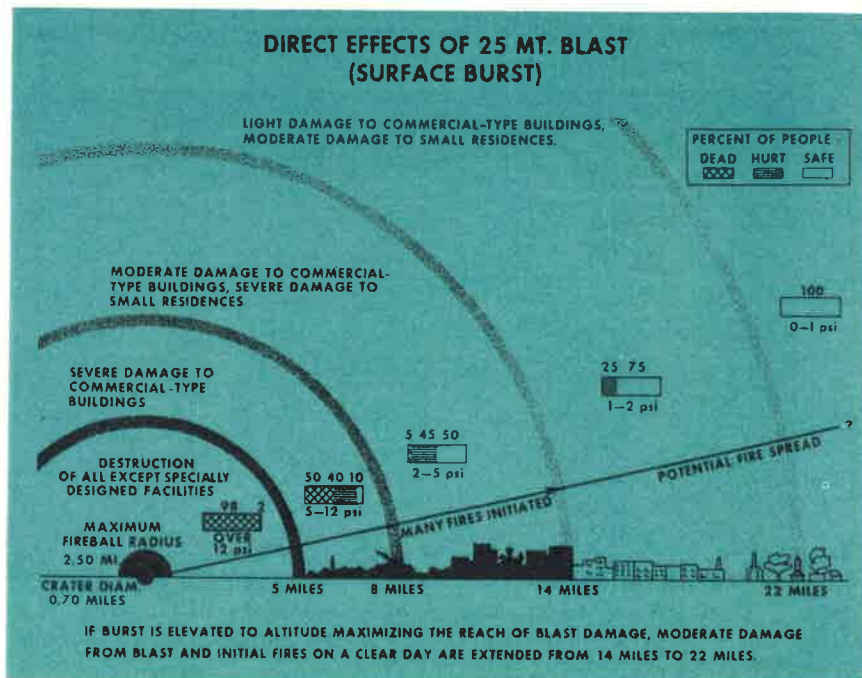 DIRECT EFFECTS OF 25 MT. BLAST
(SURFACE BURST)
LIGHT DAMAGE TO COMMERCIAL-TYPE BUILDINGS,
MODERATE DAMAGE TO SMALL RESIDENCES.
PERCENT OF PEOPLE
DEAD HURT SAFE
MODERATE DAMAGE TO COMMERCIAL-
TYPE BUILDINGS, SEVERE DAMAGE TO
SMALL RESIDENCES
100
0–1 psi
SEVERE DAMAGE TO
COMMERCIAL-TYPE
BUILDINGS
25 75
1–2 psi
5 45 50
2–5 psi
DESTRUCTION
OF ALL EXCEPT SPECIALLY
DESIGNED FACILITIES
50 40 10
5–12 psi
98 2
OVER
12 psi
MAXIMUM
FIREBALL RADIUS
2.50 MI.
MANY FIRES INITIATED
POTENTIAL FIRE SPREAD
?
CRATER DIAM.
0.70 MILES
5 MILES
8 MILES
14 MILES
22 MILES
IF BURST IS ELEVATED TO ALTITUDE MAXIMIZING THE REACH OF BLAST DAMAGE, MODERATE DAMAGE
FROM BLAST AND INITIAL FIRES ON A CLEAR DAY ARE EXTENDED FROM 14 MILES TO 22 MILES.